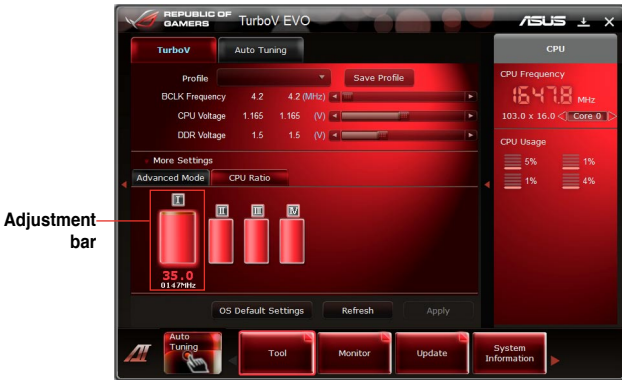 REPUBLIC OF
GAMERS
TurboV EVO
ASUS
TurboV
Auto Tuning
CPU
Profile
Save Profile
BCLK Frequency 4.2 4.2 (MHz)
CPU Voltage 1.165 1.165 (V)
DDR Voltage 1.5 1.5 (V)
CPU Frequency
1647.8 MHz
103.0 x 16.0 Core 0
CPU Usage
5% 1%
1% 4%
More Settings
Advanced Mode
CPU Ratio
Adjustment
bar
I II III IV
35.0
0147MHz
OS Default Settings
Refresh
Apply
AI
Auto
Tuning
Tool
Monitor
Update
System
Information